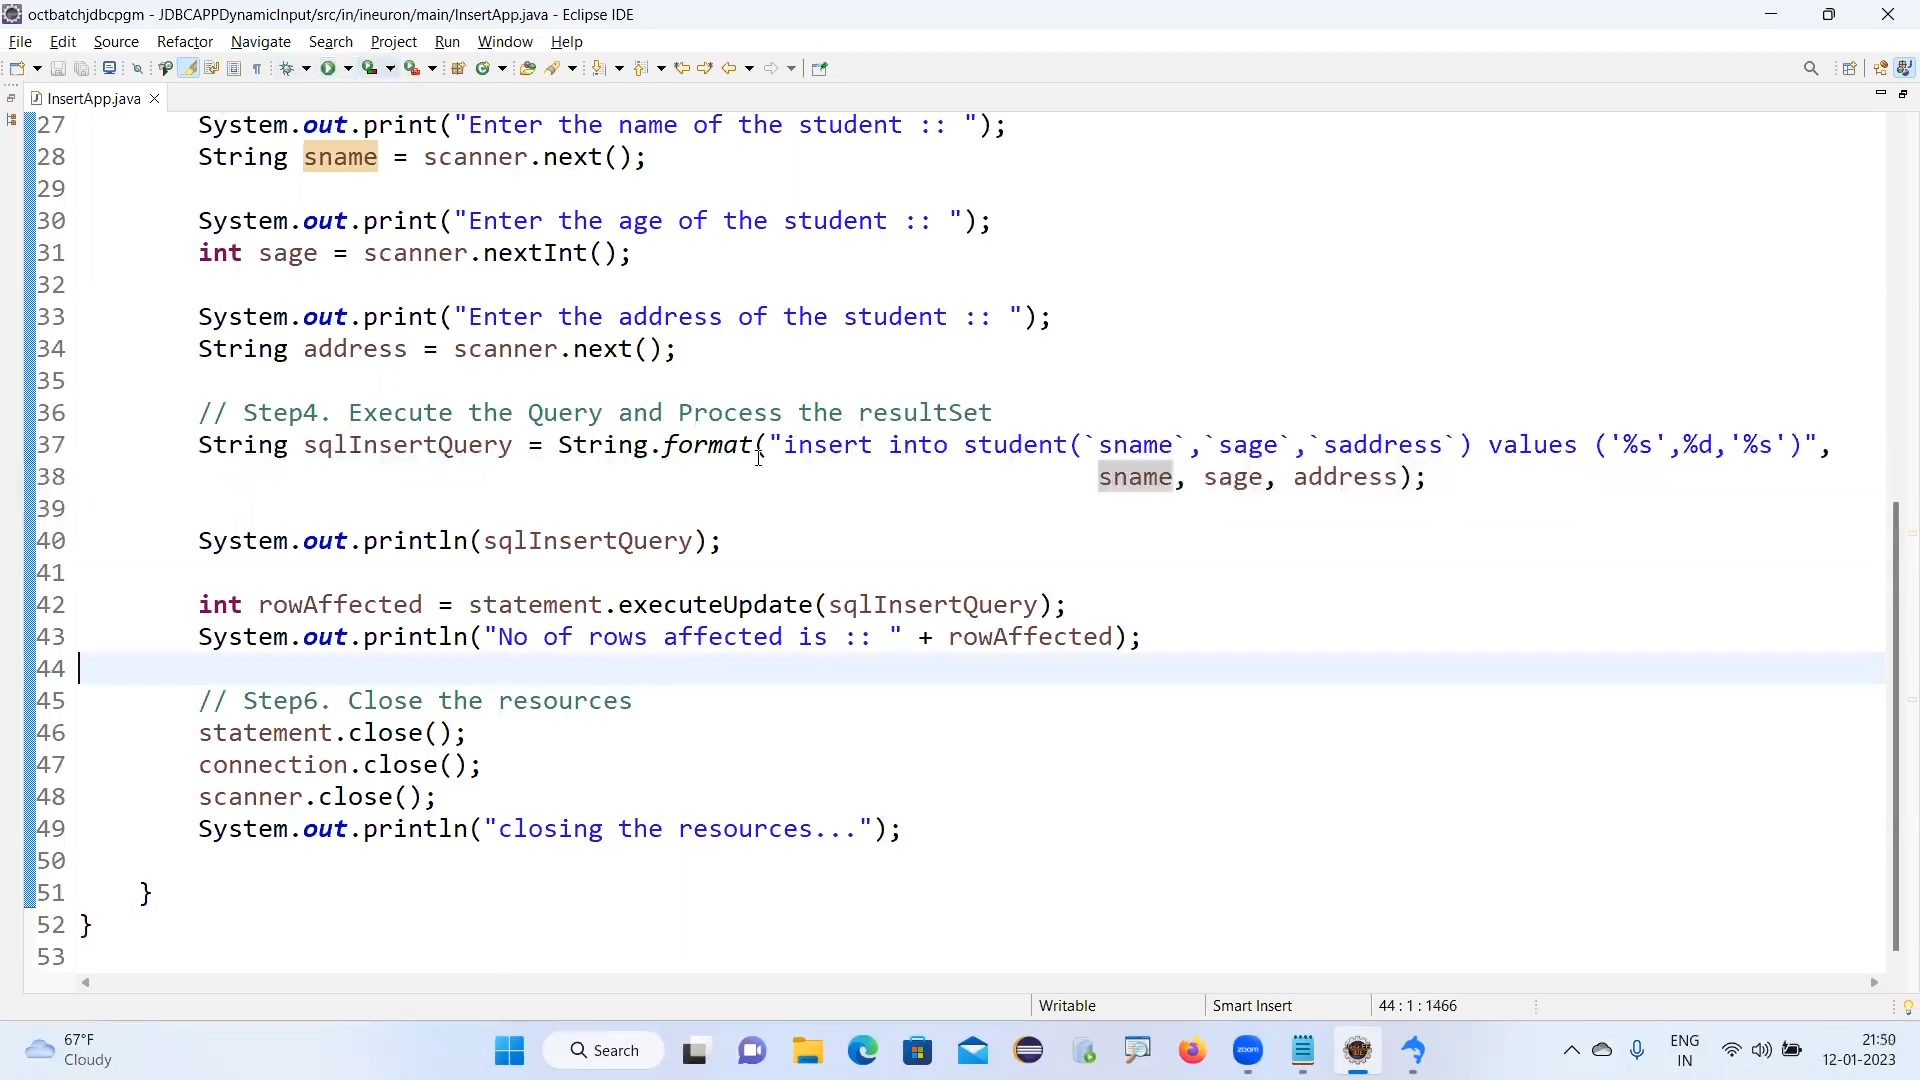 octbatchjdbcpgm - JDBCAPPDynamicInput/src/in/ineuron/main/InsertApp.java - Eclipse IDE
File Edit Source Refactor Navigate Search Project Run Window Help
InsertApp.java
27 System.out.print("Enter the name of the student :: ");
28 String sname = scanner.next();
29
30 System.out.print("Enter the age of the student :: ");
31 int sage = scanner.nextInt();
32
33 System.out.print("Enter the address of the student :: ");
34 String address = scanner.next();
35
36 // Step4. Execute the Query and Process the resultSet
37 String sqlInsertQuery = String.format("insert into student(`sname`,`sage`,`saddress`) values ('%s',%d,'%s')",
38 sname, sage, address);
39
40 System.out.println(sqlInsertQuery);
41
42 int rowAffected = statement.executeUpdate(sqlInsertQuery);
43 System.out.println("No of rows affected is :: " + rowAffected);
44
45 // Step6. Close the resources
46 statement.close();
47 connection.close();
48 scanner.close();
49 System.out.println("closing the resources...");
50
51 }
52 }
53
Writable Smart Insert 44 : 1 : 1466
67°F
Cloudy
Search
zoom
ENG
IN
21:50
12-01-2023